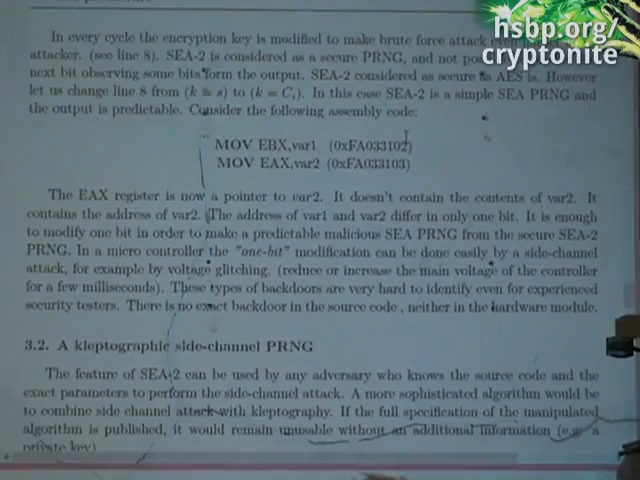 hsbp.org/
cryptonite
In every cycle the encryption key is modified to make brute force attack
attacker. (see line 8). SEA-2 is considered as a secure PRNG, and not
next bit observing some bits form the output. SEA-2 considered as secure as AES is. However
let us change line 8 from (k = s) to (k = Cᵢ). In this case SEA-2 is a simple SEA PRNG and
the output is predictable. Consider the following assembly code:
MOV EBX,var1 (0xFA033102)
MOV EAX,var2 (0xFA033103)
The EAX register is now a pointer to var2. It doesn't contain the contents of var2. It
contains the address of var2. The address of var1 and var2 differ in only one bit. It is enough
to modify one bit in order to make a predictable malicious SEA PRNG from the secure SEA-2
PRNG. In a micro controller the "one-bit" modification can be done easily by a side-channel
attack, for example by voltage glitching. (reduce or increase the main voltage of the controller
for a few milliseconds). These types of backdoors are very hard to identify even for experienced
security testers. There is no exact backdoor in the source code , neither in the hardware module.
3.2. A kleptographic side-channel PRNG
The feature of SEA-2 can be used by any adversary who knows the source code and the
exact parameters to perform the side-channel attack. A more sophisticated algorithm would be
to combine side channel attack with kleptography. If the full specification of the manipulated
algorithm is published, it would remain unusable without an additional information (e.g. a
private key)